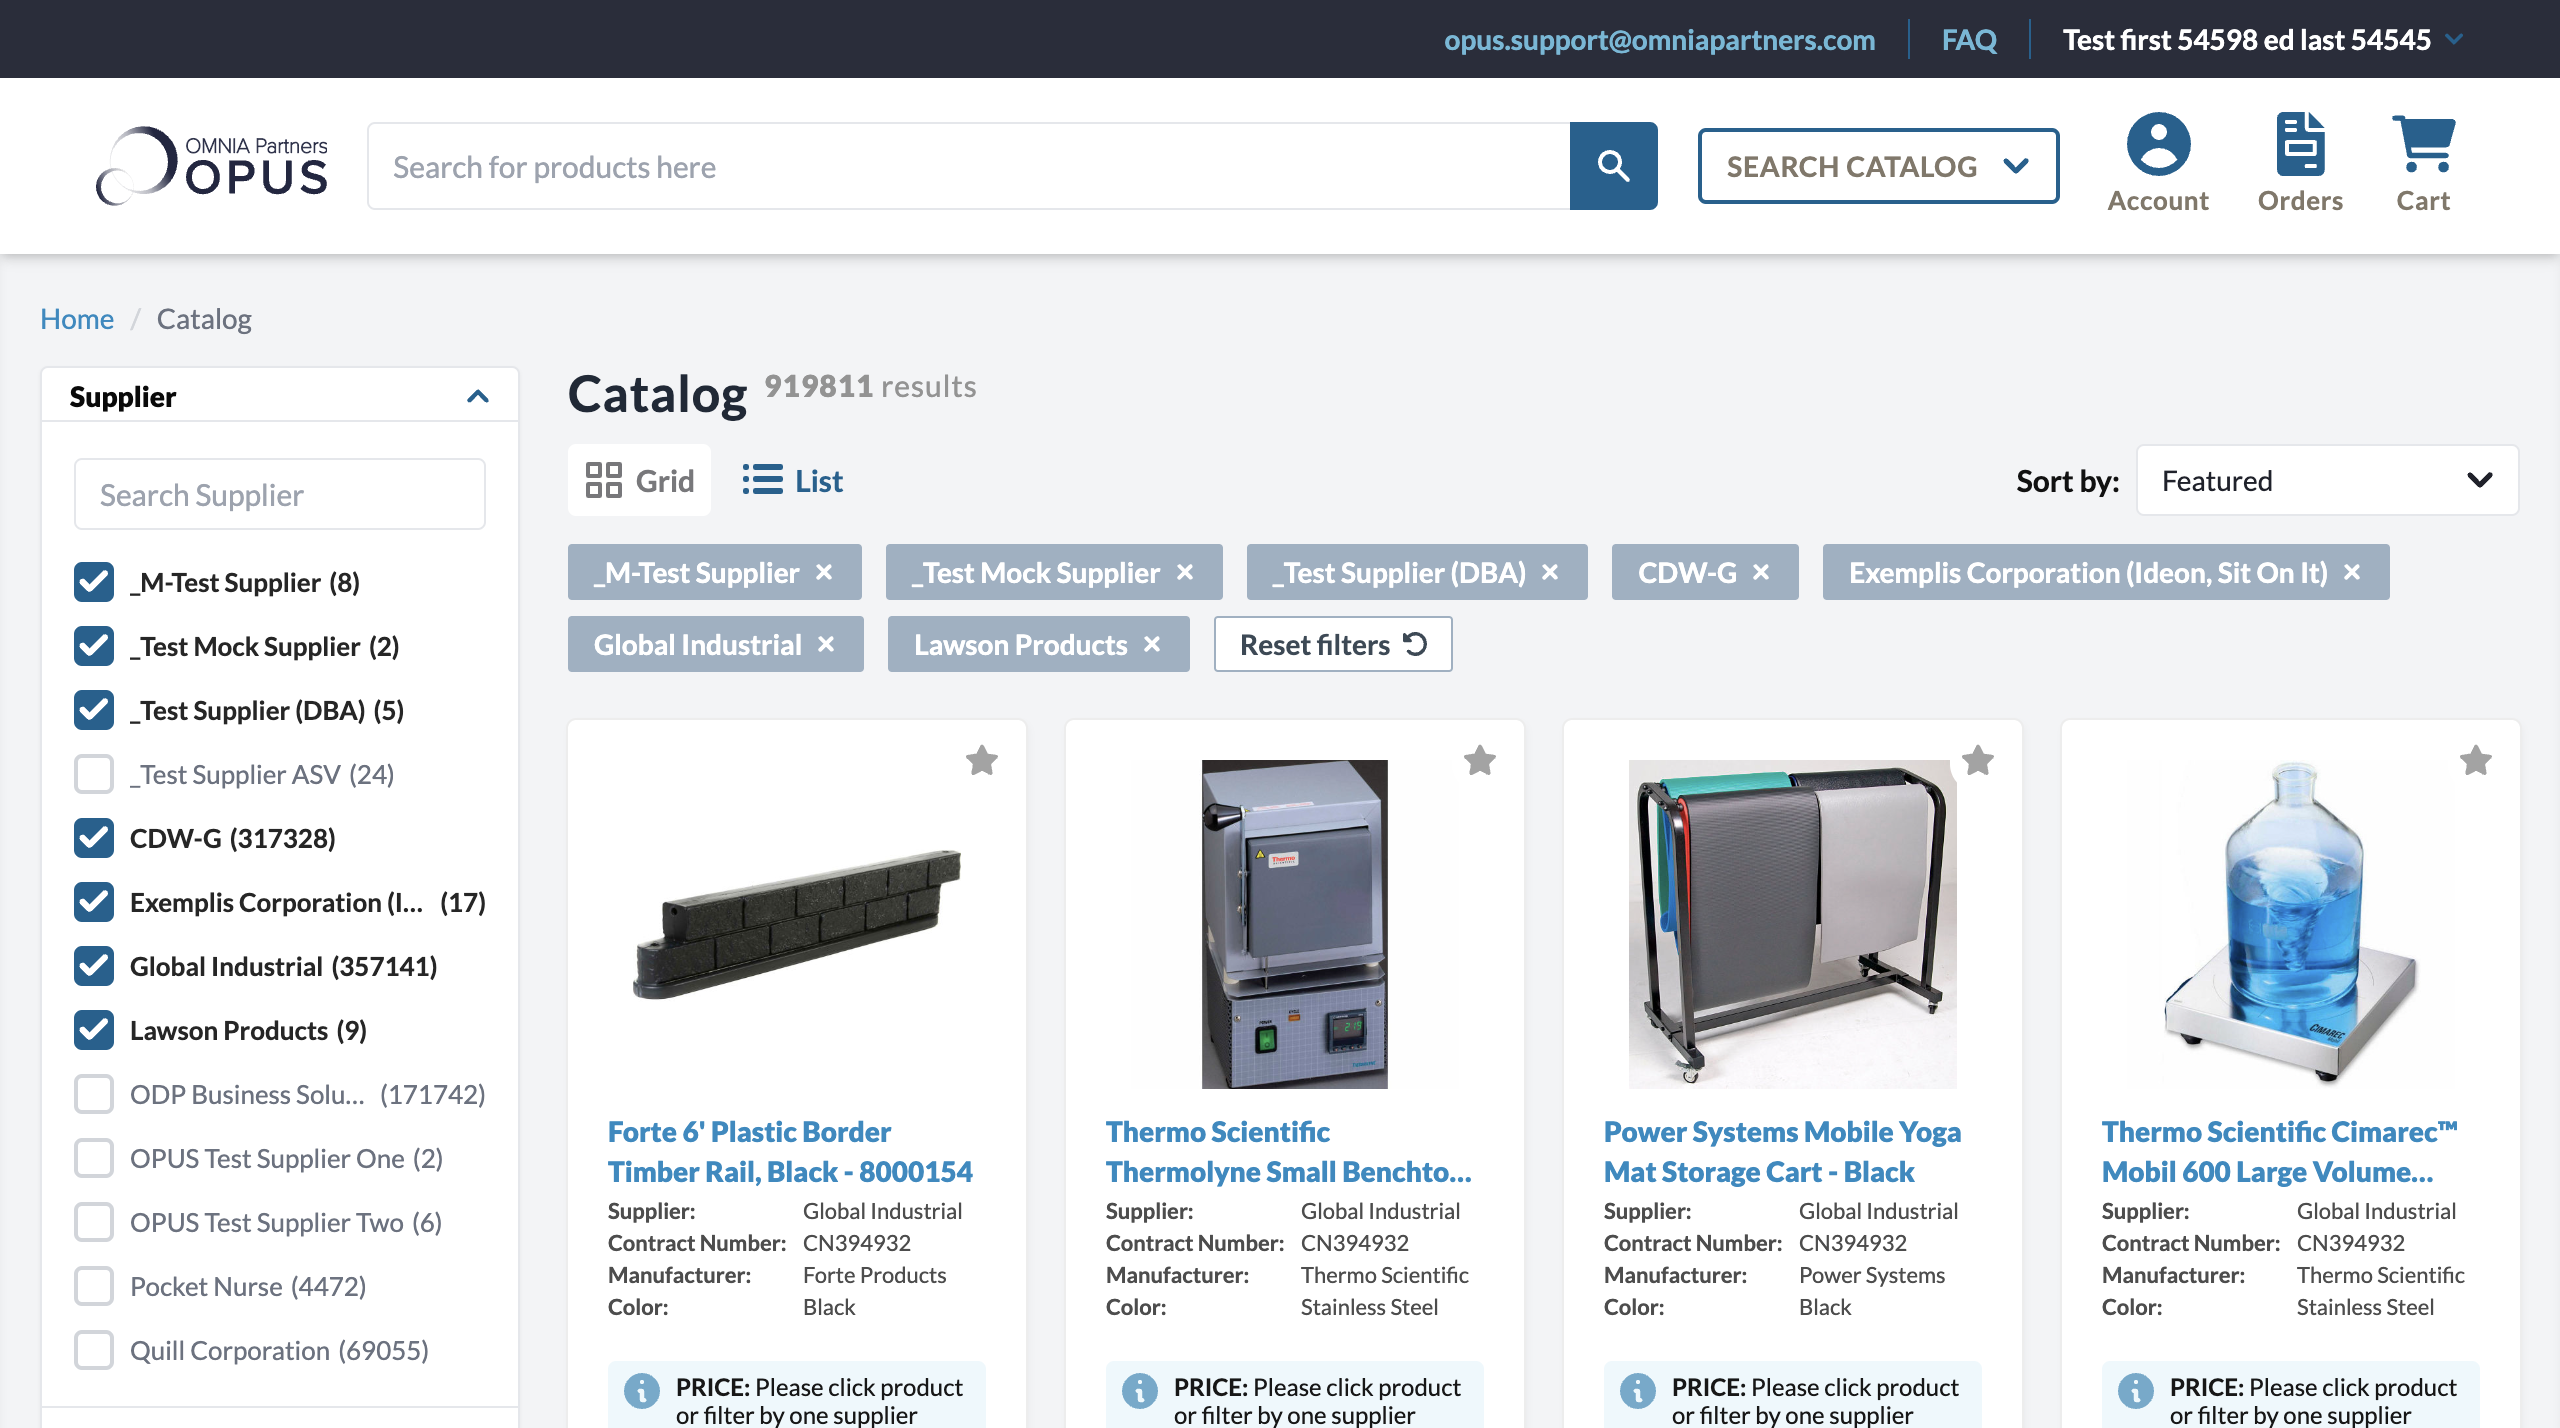 opus.support@omniapartners.com FAQ Test first 54598 ed last 54545
OMNIA Partners
OPUS
Search for products here
SEARCH CATALOG
Account
Orders
Cart
Home / Catalog
Supplier
Search Supplier
_M-Test Supplier (8)
_Test Mock Supplier (2)
_Test Supplier (DBA) (5)
_Test Supplier ASV (24)
CDW-G (317328)
Exemplis Corporation (I... (17)
Global Industrial (357141)
Lawson Products (9)
ODP Business Solu... (171742)
OPUS Test Supplier One (2)
OPUS Test Supplier Two (6)
Pocket Nurse (4472)
Quill Corporation (69055)
Catalog 919811 results
Grid List
Sort by: Featured
_M-Test Supplier × _Test Mock Supplier × _Test Supplier (DBA) × CDW-G × Exemplis Corporation (Ideon, Sit On It) ×
Global Industrial × Lawson Products × Reset filters
Forte 6' Plastic Border
Timber Rail, Black - 8000154
Supplier: Global Industrial
Contract Number: CN394932
Manufacturer: Forte Products
Color: Black
PRICE: Please click product
or filter by one supplier
Thermo Scientific
Thermolyne Small Benchto...
Supplier: Global Industrial
Contract Number: CN394932
Manufacturer: Thermo Scientific
Color: Stainless Steel
PRICE: Please click product
or filter by one supplier
Power Systems Mobile Yoga
Mat Storage Cart - Black
Supplier: Global Industrial
Contract Number: CN394932
Manufacturer: Power Systems
Color: Black
PRICE: Please click product
or filter by one supplier
CIMAREC
Thermo Scientific Cimarec™
Mobil 600 Large Volume...
Supplier: Global Industrial
Contract Number: CN394932
Manufacturer: Thermo Scientific
Color: Stainless Steel
PRICE: Please click product
or filter by one supplier